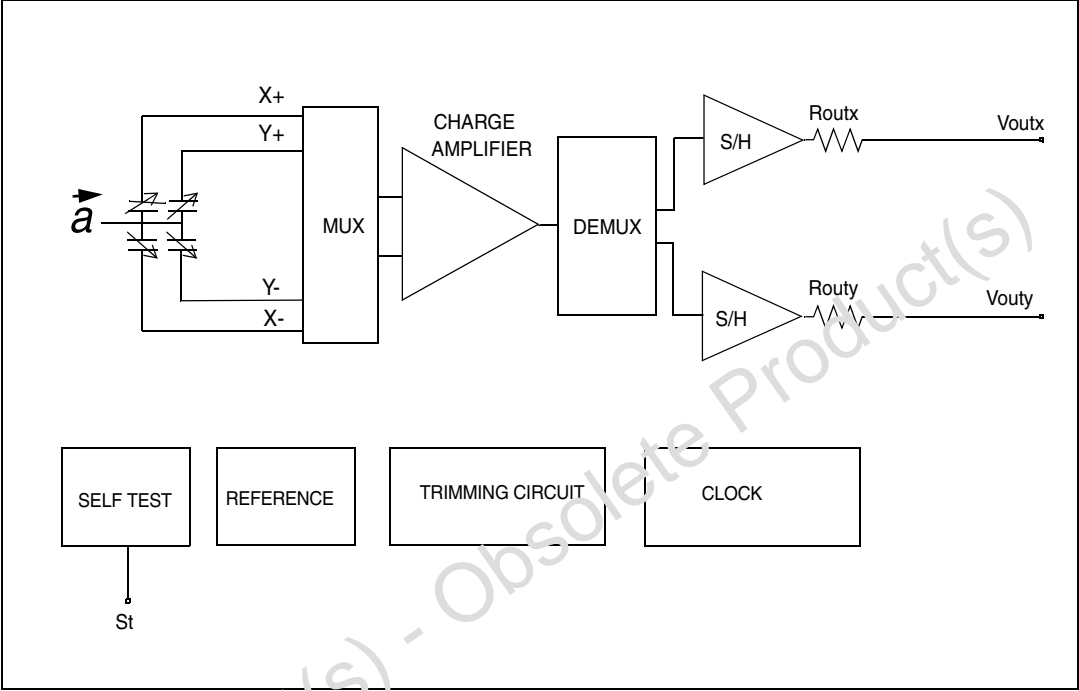 X+
Y+
CHARGE
AMPLIFIER
S/H
Routx
Voutx
a
MUX
DEMUX
Y-
X-
S/H
Routy
Vouty
SELF TEST
REFERENCE
TRIMMING CIRCUIT
CLOCK
St
(s) - Obsolete Product(s)